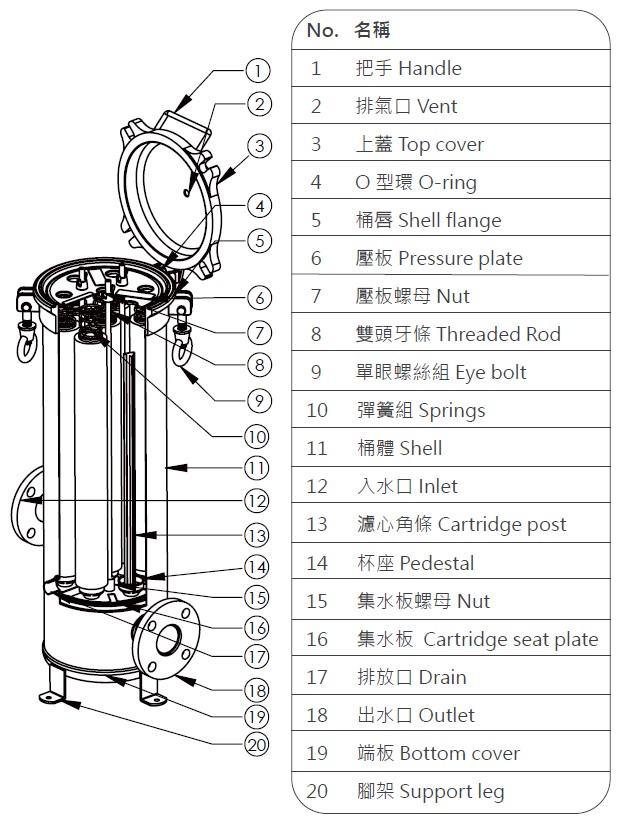 1
2
3
4
5
6
7
8
9
10
11
12
13
14
15
16
17
18
19
20
No. 名稱
1 把手 Handle
2 排氣口 Vent
3 上蓋 Top cover
4 O 型環 O-ring
5 桶唇 Shell flange
6 壓板 Pressure plate
7 壓板螺母 Nut
8 雙頭牙條 Threaded Rod
9 單眼螺絲組 Eye bolt
10 彈簧組 Springs
11 桶體 Shell
12 入水口 Inlet
13 濾心角條 Cartridge post
14 杯座 Pedestal
15 集水板螺母 Nut
16 集水板 Cartridge seat plate
17 排放口 Drain
18 出水口 Outlet
19 端板 Bottom cover
20 腳架 Support leg